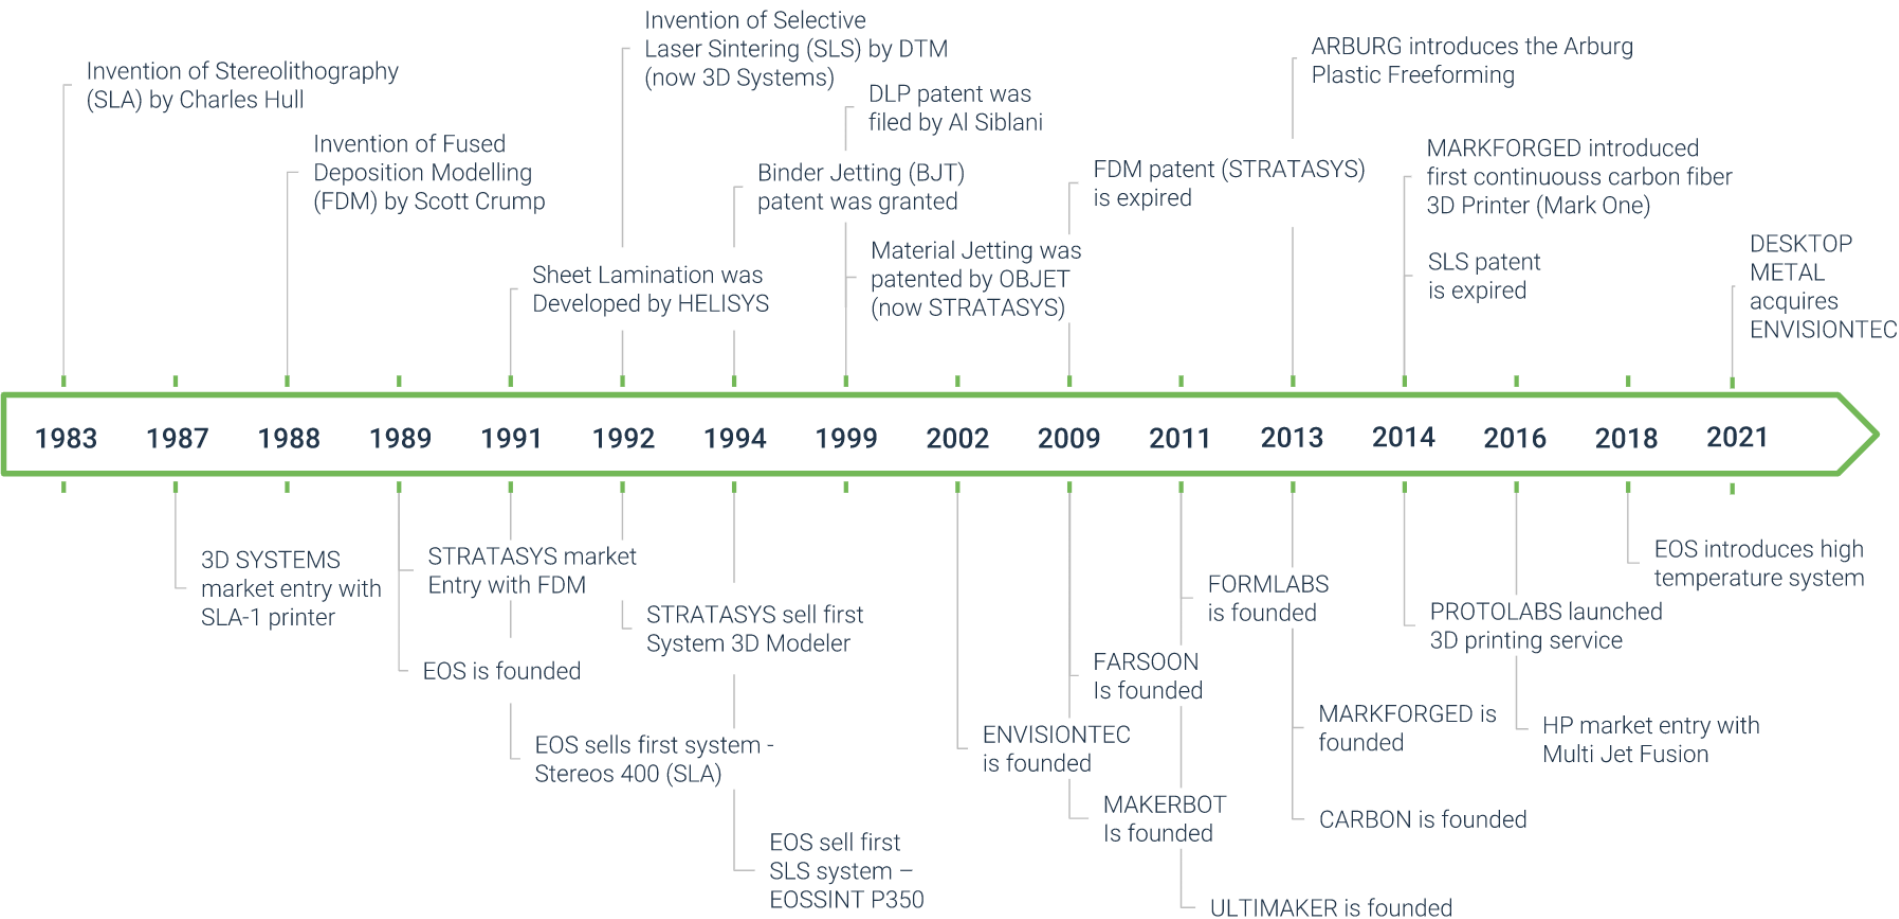 Invention of Stereolithography
(SLA) by Charles Hull
Invention of Fused
Deposition Modelling
(FDM) by Scott Crump
Sheet Lamination was
Developed by HELISYS
Invention of Selective
Laser Sintering (SLS) by DTM
(now 3D Systems)
Binder Jetting (BJT)
patent was granted
DLP patent was
filed by Al Siblani
Material Jetting was
patented by OBJET
(now STRATASYS)
FDM patent (STRATASYS)
is expired
ARBURG introduces the Arburg
Plastic Freeforming
MARKFORGED introduced
first continuouss carbon fiber
3D Printer (Mark One)
SLS patent
is expired
DESKTOP
METAL
acquires
ENVISIONTEC
1983 1987 1988 1989 1991 1992 1994 1999 2002 2009 2011 2013 2014 2016 2018 2021
3D SYSTEMS
market entry with
SLA-1 printer
STRATASYS market
Entry with FDM
EOS is founded
EOS sells first system -
Stereos 400 (SLA)
STRATASYS sell first
System 3D Modeler
EOS sell first
SLS system –
EOSSINT P350
ENVISIONTEC
is founded
FARSOON
Is founded
MAKERBOT
Is founded
FORMLABS
is founded
ULTIMAKER is founded
MARKFORGED is
founded
CARBON is founded
PROTOLABS launched
3D printing service
HP market entry with
Multi Jet Fusion
EOS introduces high
temperature system